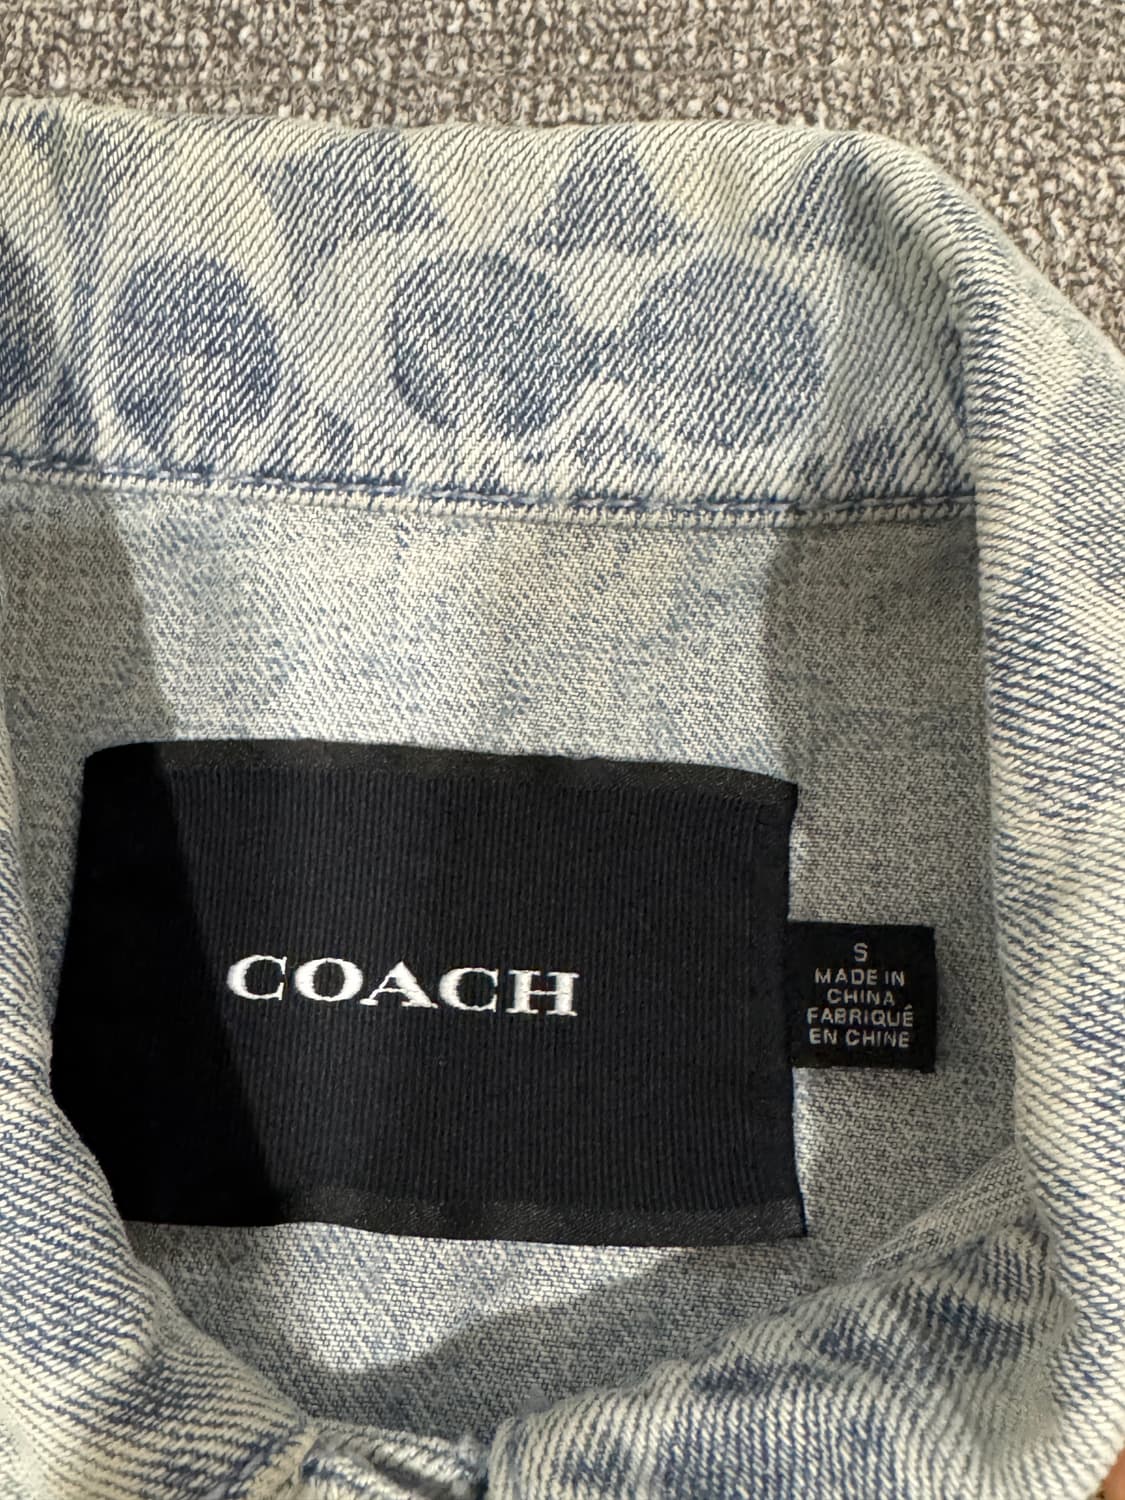 COACH
S
MADE IN
CHINA
FABRIQUÉ
EN CHINE